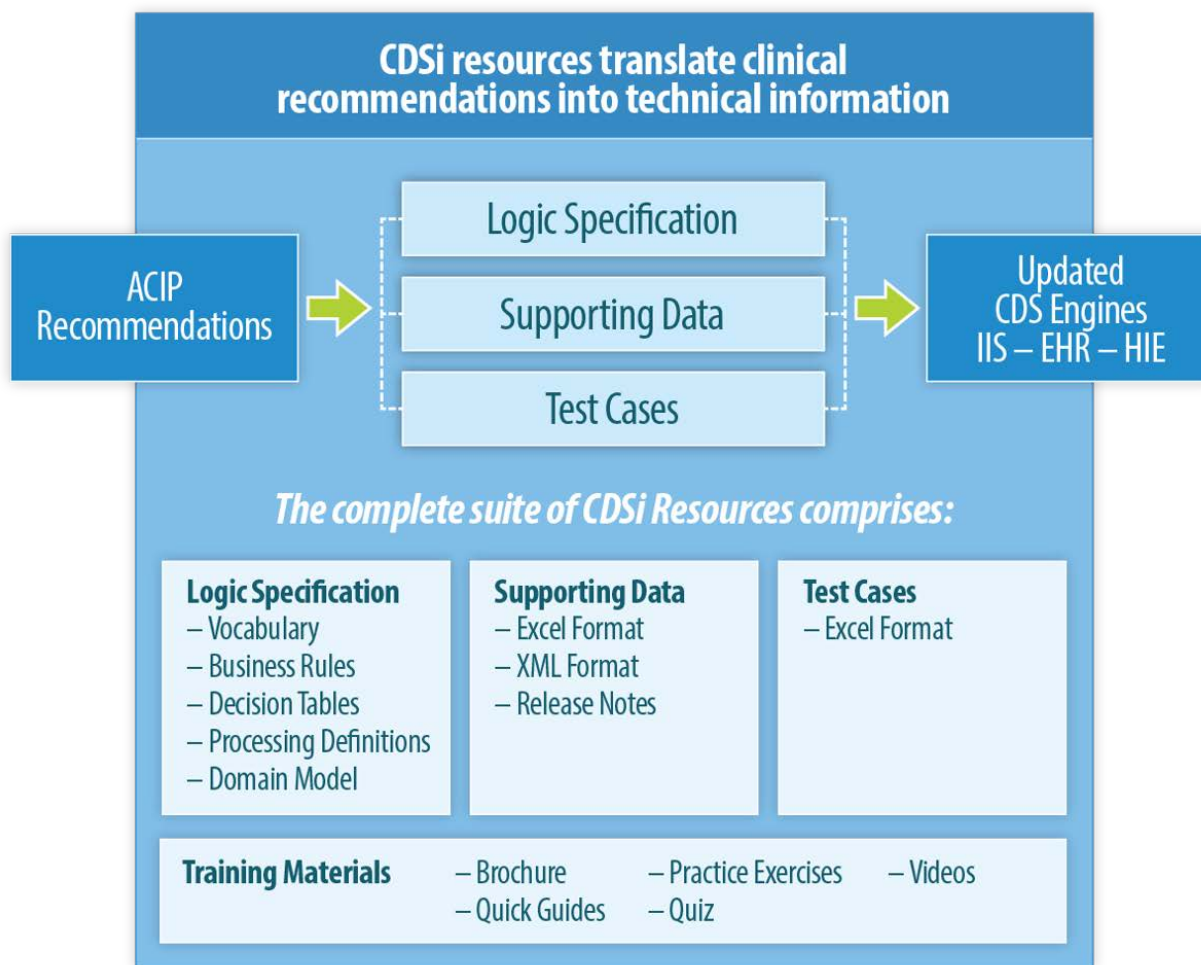 CDSi resources translate clinical
recommendations into technical information
ACIP
Recommendations
Logic Specification
Supporting Data
Test Cases
Updated
CDS Engines
IIS – EHR – HIE
The complete suite of CDSi Resources comprises:
Logic Specification
– Vocabulary
– Business Rules
– Decision Tables
– Processing Definitions
– Domain Model
Supporting Data
– Excel Format
– XML Format
– Release Notes
Test Cases
– Excel Format
Training Materials
– Brochure
– Quick Guides
– Practice Exercises
– Quiz
– Videos